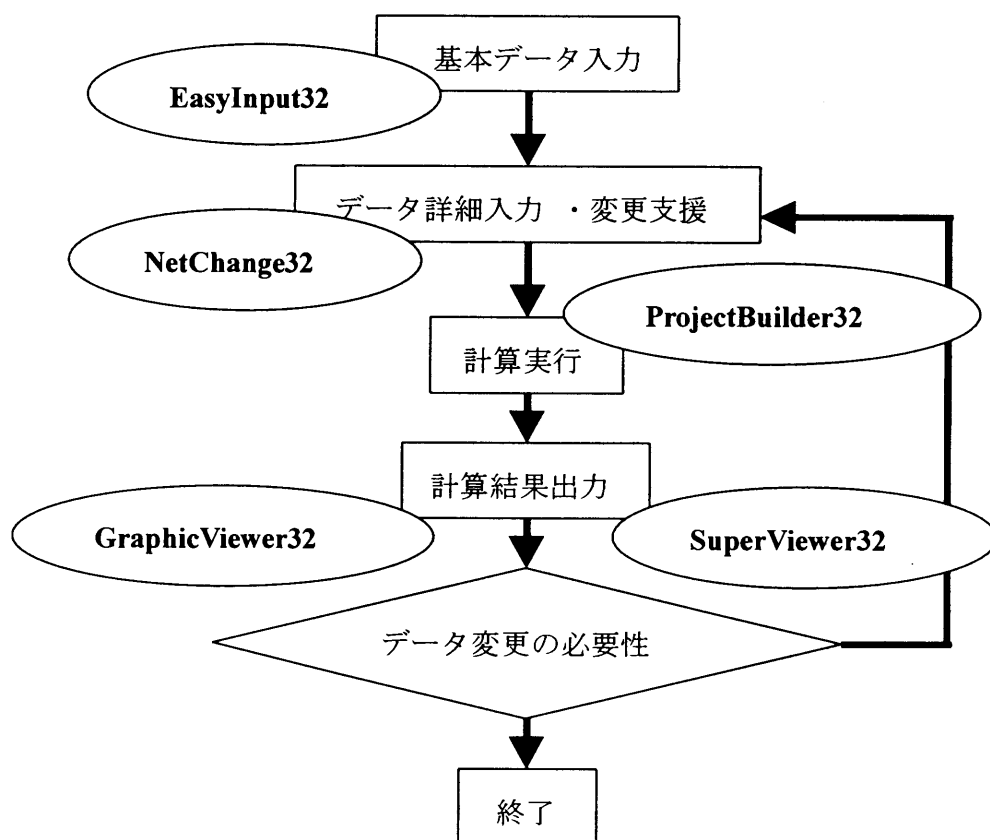 基本データ入力
EasyInput32
データ詳細入力 ・変更支援
NetChange32
ProjectBuilder32
計算実行
計算結果出力
GraphicViewer32
SuperViewer32
データ変更の必要性
終了